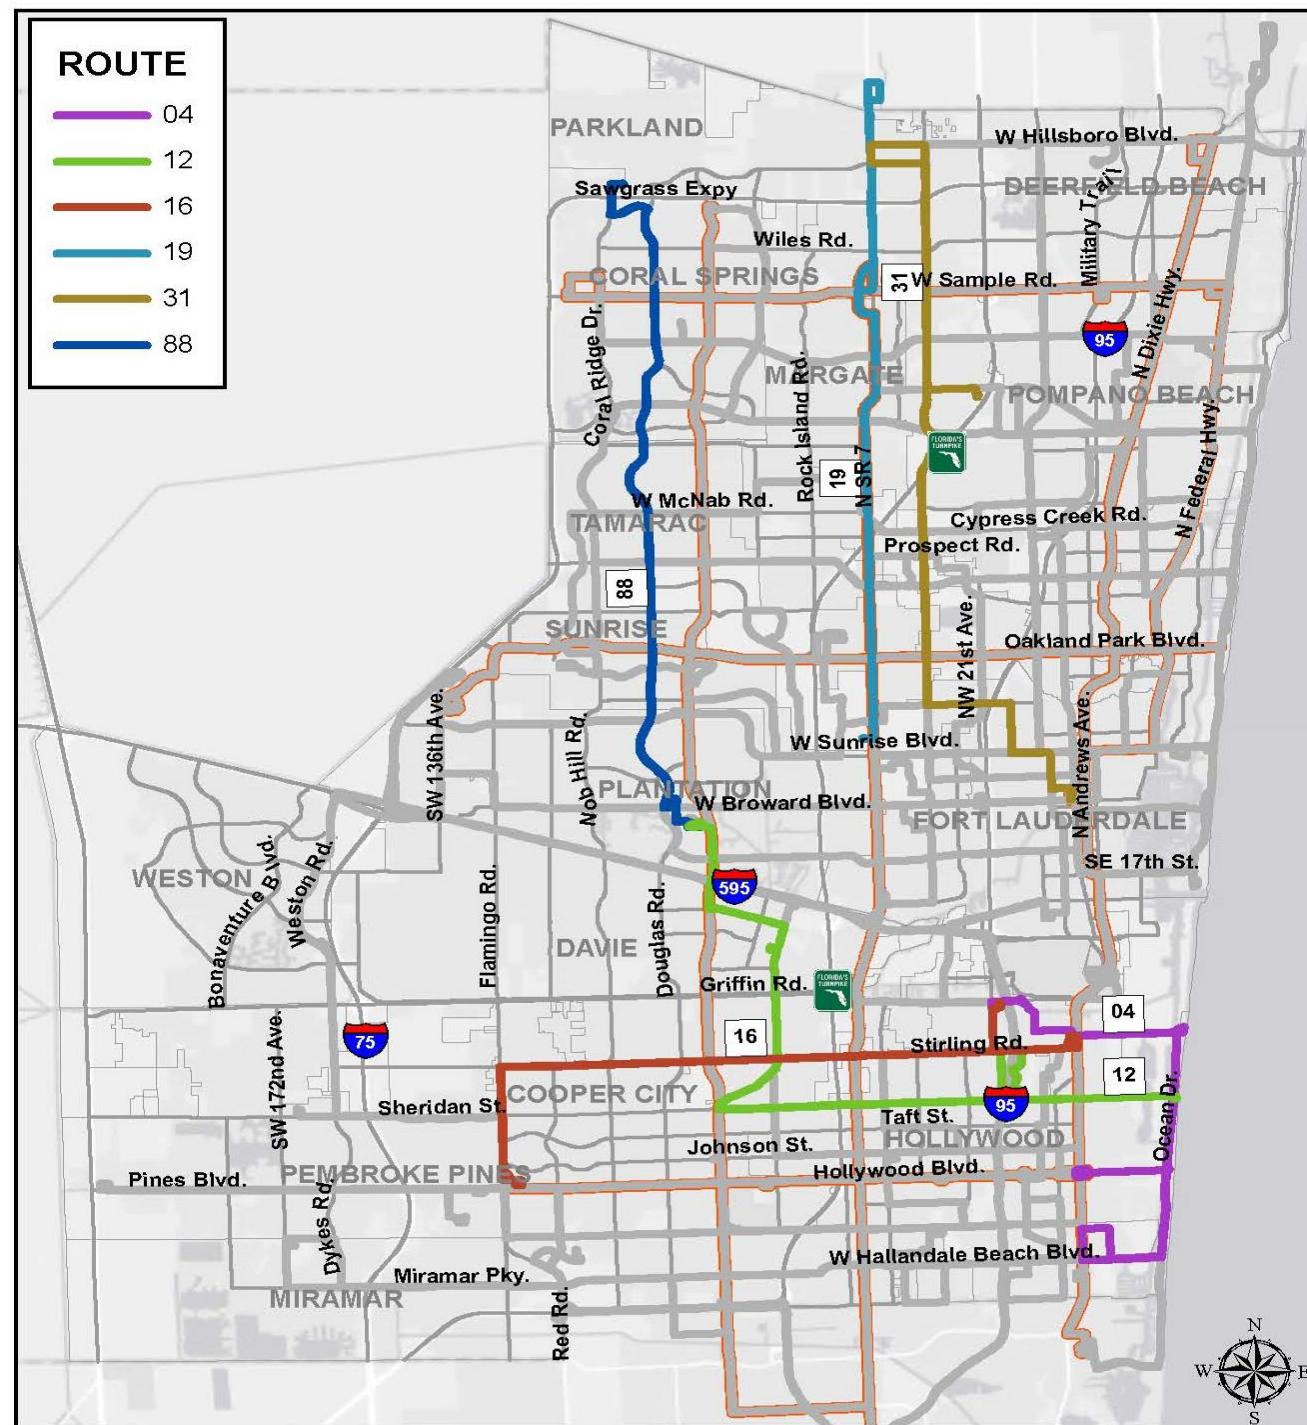 ROUTE
04
12
16
19
31
88
PARKLAND
W Hillsboro Blvd.
DEERFIELD BEACH
Military Trail
Sawgrass Expy
Wiles Rd.
CORAL SPRINGS
31
W Sample Rd.
N Dixie Hwy.
95
Coral Ridge Dr.
MARGATE
Rock Island Rd.
POMPANO BEACH
N Federal Hwy.
FLORIDA'S
TURNPIKE
19
N SR 7
W McNab Rd.
TAMARAC
Cypress Creek Rd.
Prospect Rd.
88
SUNRISE
NW 21st Ave.
Oakland Park Blvd.
SW 136th Ave.
Nob Hill Rd.
W Sunrise Blvd.
N Andrews Ave.
PLANTATION
W Broward Blvd.
FORT LAUDERDALE
WESTON
Bonaventure Blvd.
Weston Rd.
SE 17th St.
595
Flamingo Rd.
Douglas Rd.
DAVIE
Griffin Rd.
FLORIDA'S
TURNPIKE
04
SW 172nd Ave.
75
16
Stirling Rd.
12
COOPER CITY
Sheridan St.
95
Taft St.
Ocean Dr.
HOLLYWOOD
Johnson St.
Hollywood Blvd.
Pines Blvd.
PEMBROKE PINES
Dykes Rd.
W Hallandale Beach Blvd.
Miramar Pky.
MIRAMAR
Red Rd.
N
W
E
S